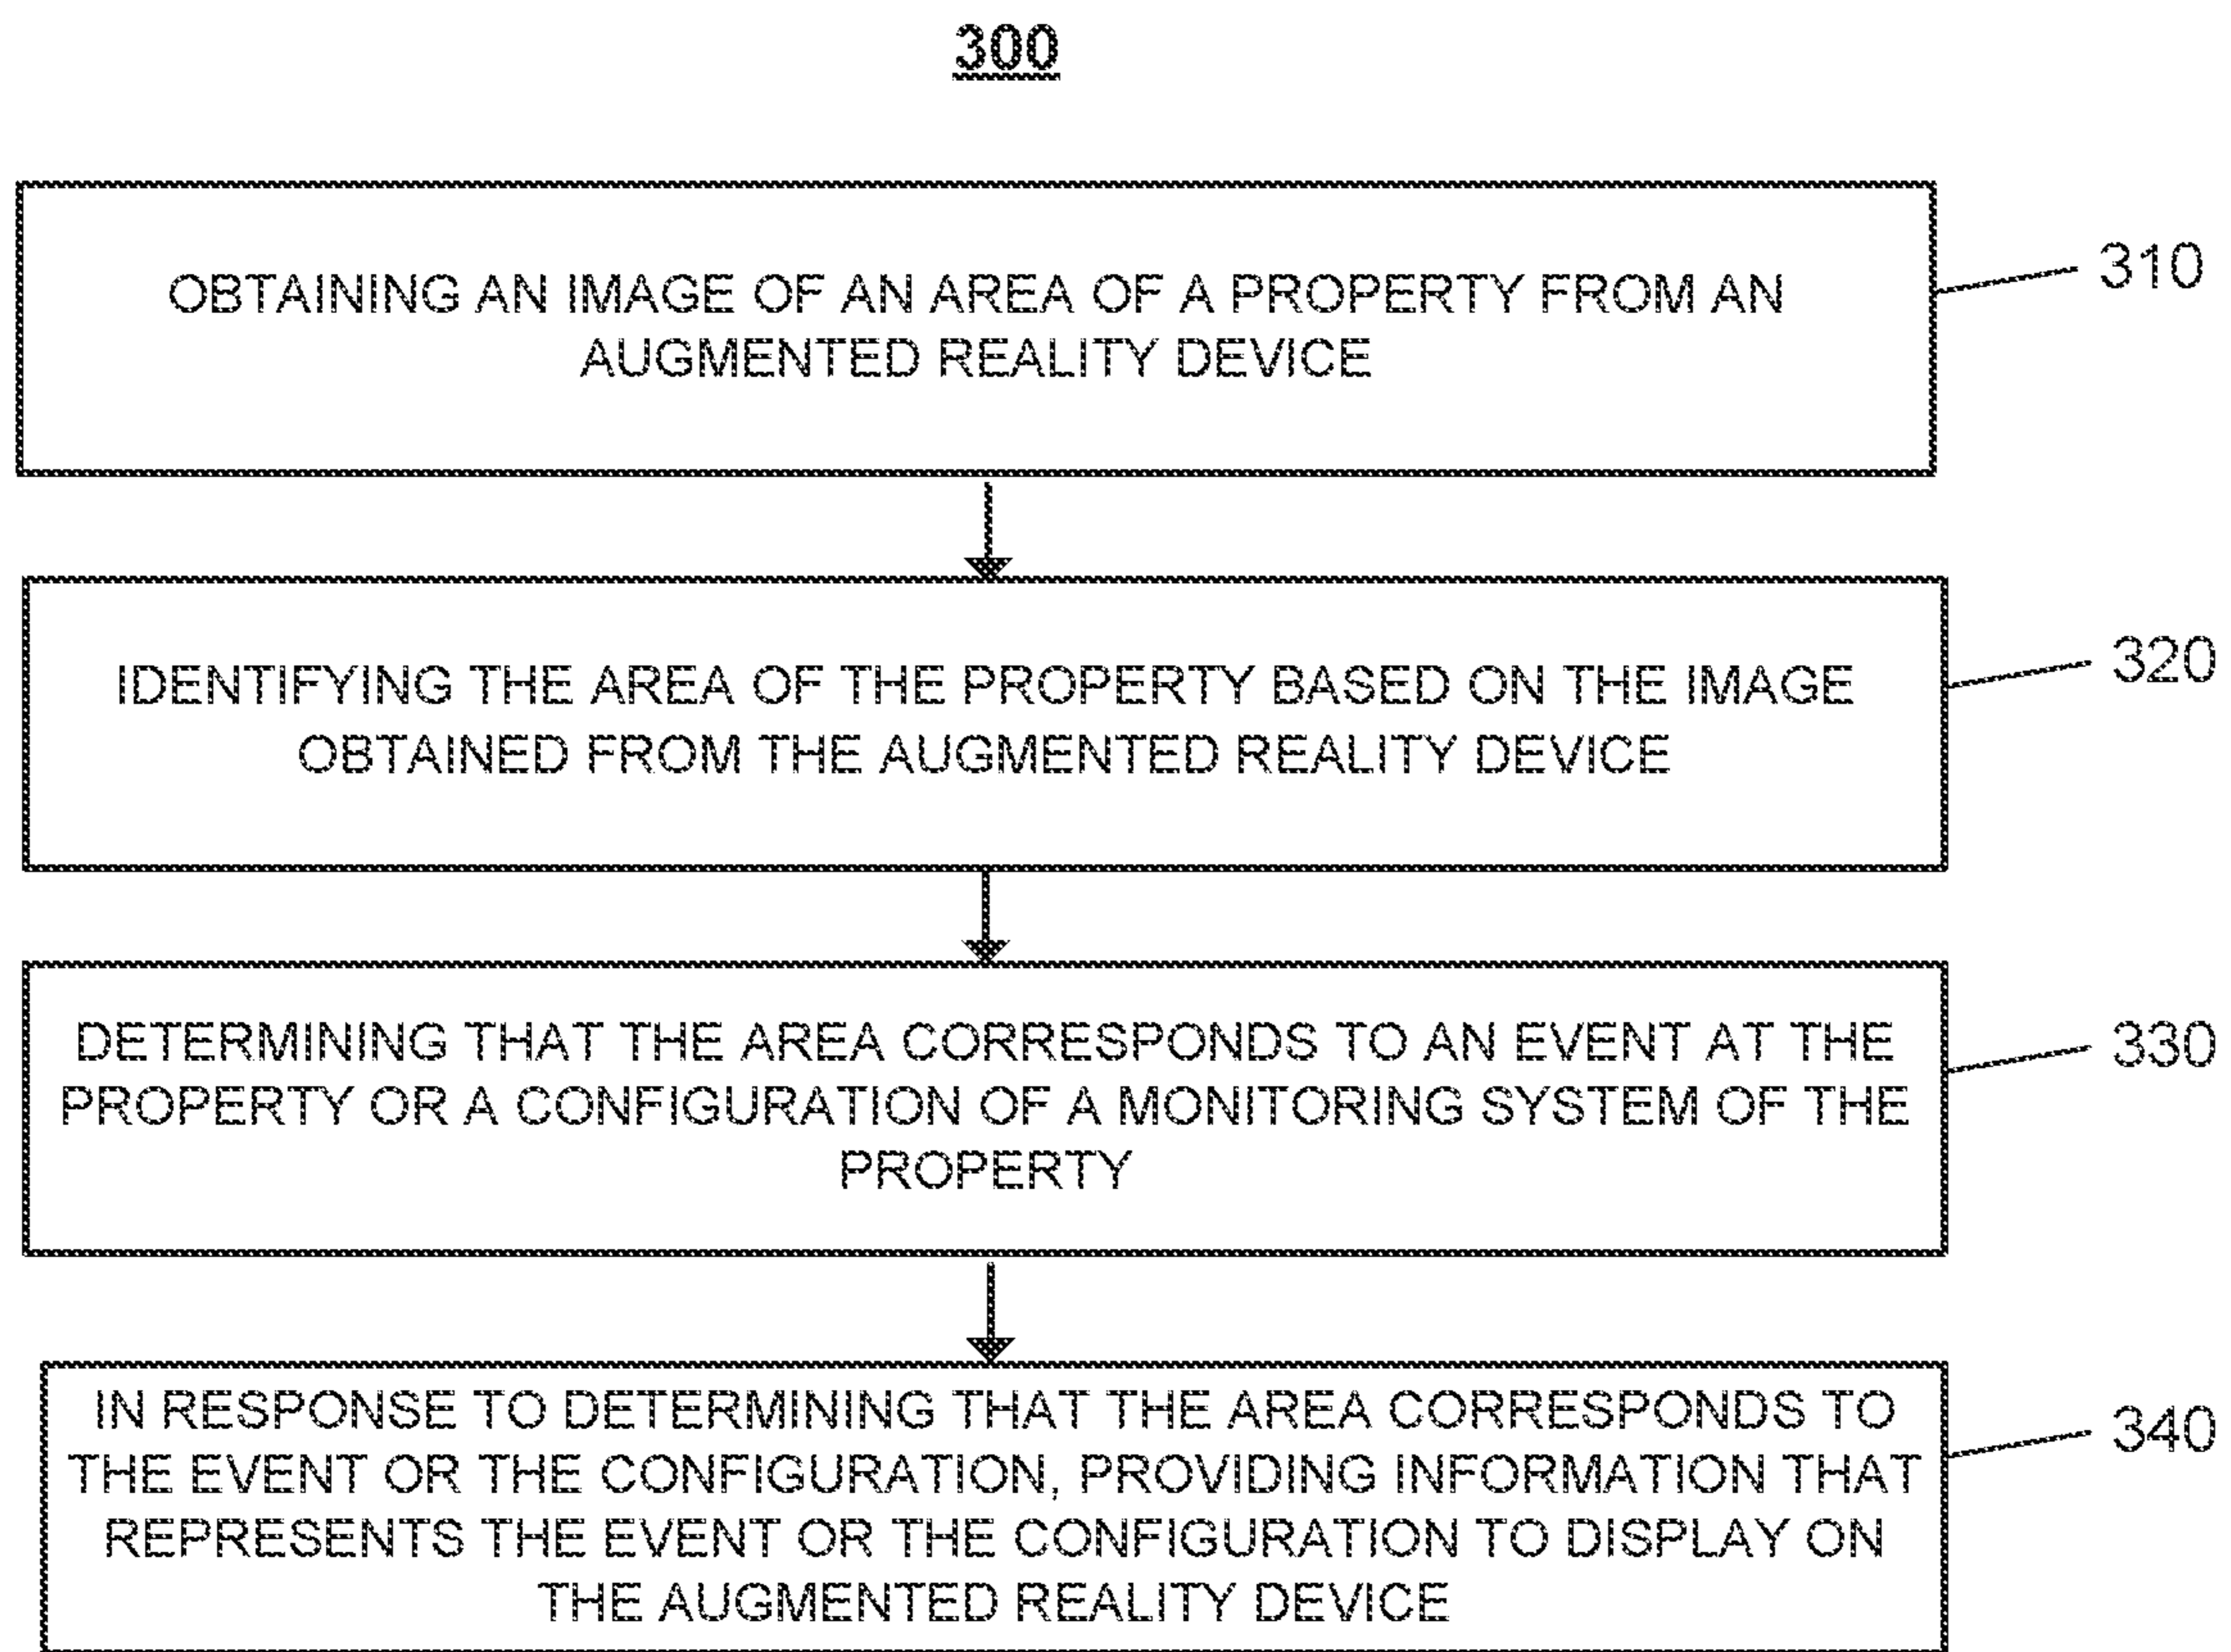 300
OBTAINING AN IMAGE OF AN AREA OF A PROPERTY FROM AN
AUGMENTED REALITY DEVICE
310
IDENTIFYING THE AREA OF THE PROPERTY BASED ON THE IMAGE
OBTAINED FROM THE AUGMENTED REALITY DEVICE
320
DETERMINING THAT THE AREA CORRESPONDS TO AN EVENT AT THE
PROPERTY OR A CONFIGURATION OF A MONITORING SYSTEM OF THE
PROPERTY
330
IN RESPONSE TO DETERMINING THAT THE AREA CORRESPONDS TO
THE EVENT OR THE CONFIGURATION, PROVIDING INFORMATION THAT
REPRESENTS THE EVENT OR THE CONFIGURATION TO DISPLAY ON
THE AUGMENTED REALITY DEVICE
340